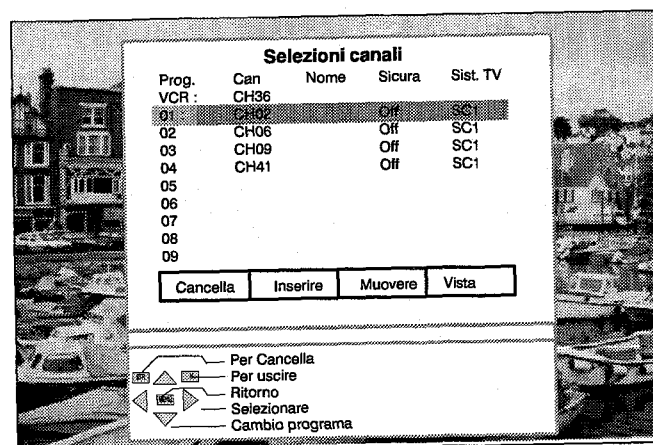 Selezioni canali
Prog. Can Nome Sicura Sist. TV
VCR : CH36
01 : CH02 Off SC1
02 CH06 Off SC1
03 CH09 Off SC1
04 CH41 Off SC1
05
06
07
08
09
Cancella Inserire Muovere Vista
Per Cancella
Per uscire
Ritorno
Selezionare
Cambio programa